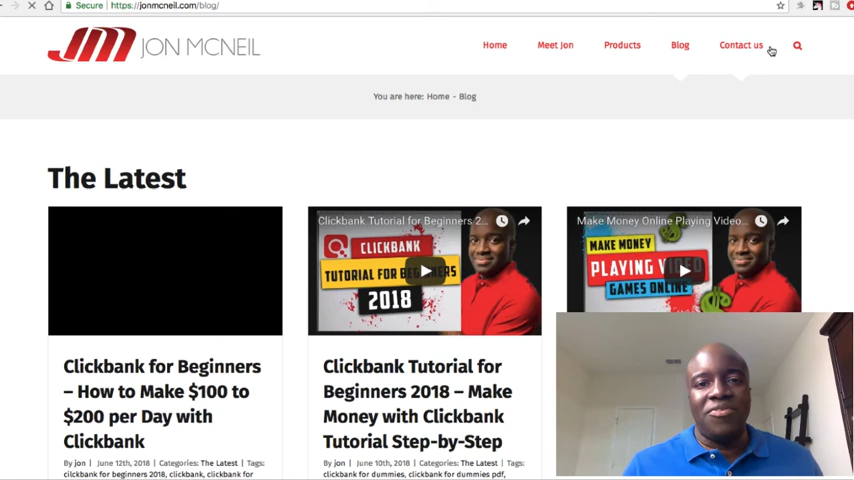 Secure https://jonmcneil.com/blog/
JM JON MCNEIL
Home Meet Jon Products Blog Contact us
You are here: Home - Blog
The Latest
Clickbank Tutorial for Beginners 2...
CLICKBANK
TUTORIAL FOR BEGINNERS
2018
Make Money Online Playing Video...
MAKE MONEY
PLAYING VIDEO
GAMES ONLINE
Clickbank for Beginners
– How to Make $100 to
$200 per Day with
Clickbank
By jon | June 12th, 2018 | Categories: The Latest | Tags:
cilckbank for beginners 2018, clickbank, clickbank for
Clickbank Tutorial for
Beginners 2018 – Make
Money with Clickbank
Tutorial Step-by-Step
By jon | June 10th, 2018 | Categories: The Latest | Tags:
clickbank for dummies, clickbank for dummies pdf,